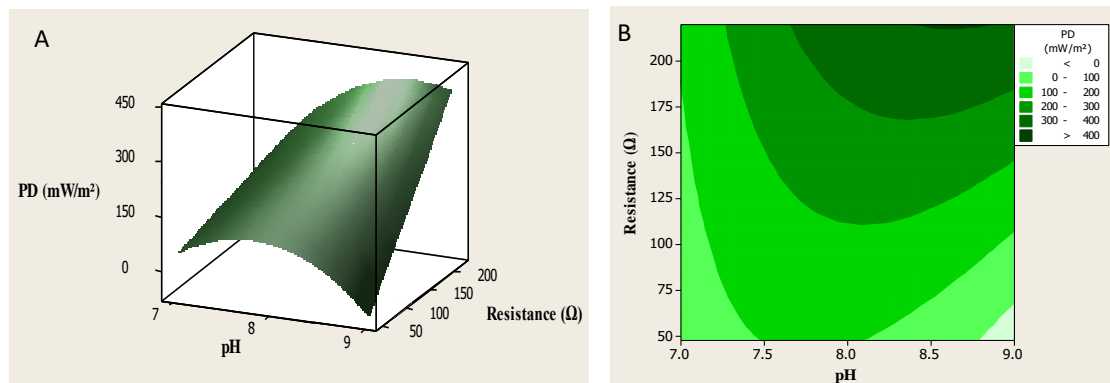 A
450
300
150
0
PD (mW/m²)
7
8
9
pH
50
100
150
200
Resistance (Ω)
B
200
175
150
125
100
75
50
Resistance (Ω)
7.0 7.5 8.0 8.5 9.0
pH
PD
(mW/m²)
< 0
0 - 100
100 - 200
200 - 300
300 - 400
> 400